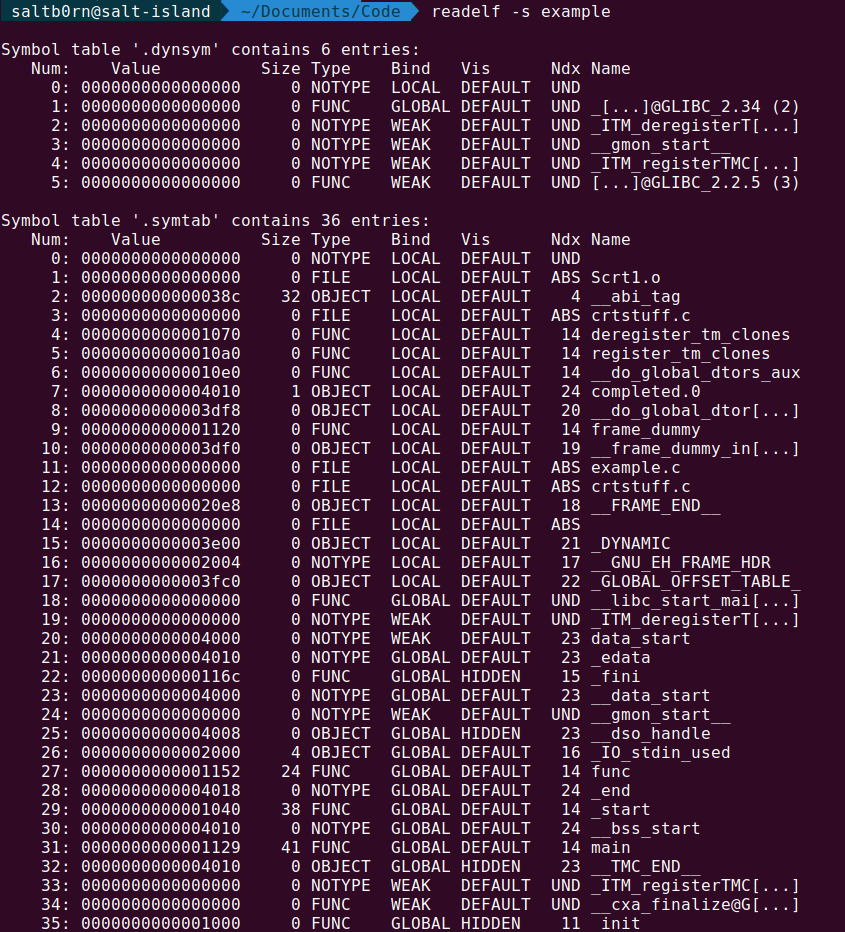 saltb0rn@salt-island ~/Documents/Code readelf -s example
Symbol table '.dynsym' contains 6 entries:
Num: Value Size Type Bind Vis Ndx Name
0: 0000000000000000 0 NOTYPE LOCAL DEFAULT UND
1: 0000000000000000 0 FUNC GLOBAL DEFAULT UND _[...]@GLIBC_2.34 (2)
2: 0000000000000000 0 NOTYPE WEAK DEFAULT UND _ITM_deregisterT[...]
3: 0000000000000000 0 NOTYPE WEAK DEFAULT UND __gmon_start__
4: 0000000000000000 0 NOTYPE WEAK DEFAULT UND _ITM_registerTMC[...]
5: 0000000000000000 0 FUNC WEAK DEFAULT UND [...]@GLIBC_2.2.5 (3)
Symbol table '.symtab' contains 36 entries:
Num: Value Size Type Bind Vis Ndx Name
0: 0000000000000000 0 NOTYPE LOCAL DEFAULT UND
1: 0000000000000000 0 FILE LOCAL DEFAULT ABS Scrt1.o
2: 000000000000038c 32 OBJECT LOCAL DEFAULT 4 __abi_tag
3: 0000000000000000 0 FILE LOCAL DEFAULT ABS crtstuff.c
4: 0000000000001070 0 FUNC LOCAL DEFAULT 14 deregister_tm_clones
5: 00000000000010a0 0 FUNC LOCAL DEFAULT 14 register_tm_clones
6: 00000000000010e0 0 FUNC LOCAL DEFAULT 14 __do_global_dtors_aux
7: 0000000000004010 1 OBJECT LOCAL DEFAULT 24 completed.0
8: 0000000000003df8 0 OBJECT LOCAL DEFAULT 20 __do_global_dtor[...]
9: 0000000000001120 0 FUNC LOCAL DEFAULT 14 frame_dummy
10: 0000000000003df0 0 OBJECT LOCAL DEFAULT 19 __frame_dummy_in[...]
11: 0000000000000000 0 FILE LOCAL DEFAULT ABS example.c
12: 0000000000000000 0 FILE LOCAL DEFAULT ABS crtstuff.c
13: 00000000000020e8 0 OBJECT LOCAL DEFAULT 18 __FRAME_END__
14: 0000000000000000 0 FILE LOCAL DEFAULT ABS
15: 0000000000003e00 0 OBJECT LOCAL DEFAULT 21 _DYNAMIC
16: 0000000000002004 0 NOTYPE LOCAL DEFAULT 17 __GNU_EH_FRAME_HDR
17: 0000000000003fc0 0 OBJECT LOCAL DEFAULT 22 _GLOBAL_OFFSET_TABLE_
18: 0000000000000000 0 FUNC GLOBAL DEFAULT UND __libc_start_mai[...]
19: 0000000000000000 0 NOTYPE WEAK DEFAULT UND _ITM_deregisterT[...]
20: 0000000000004000 0 NOTYPE WEAK DEFAULT 23 data_start
21: 0000000000004010 0 NOTYPE GLOBAL DEFAULT 23 _edata
22: 000000000000116c 0 FUNC GLOBAL HIDDEN 15 _fini
23: 0000000000004000 0 NOTYPE GLOBAL DEFAULT 23 __data_start
24: 0000000000000000 0 NOTYPE WEAK DEFAULT UND __gmon_start__
25: 0000000000004008 0 OBJECT GLOBAL HIDDEN 23 __dso_handle
26: 0000000000002000 4 OBJECT GLOBAL DEFAULT 16 _IO_stdin_used
27: 0000000000001152 24 FUNC GLOBAL DEFAULT 14 func
28: 0000000000004018 0 NOTYPE GLOBAL DEFAULT 24 _end
29: 0000000000001040 38 FUNC GLOBAL DEFAULT 14 _start
30: 0000000000004010 0 NOTYPE GLOBAL DEFAULT 24 __bss_start
31: 0000000000001129 41 FUNC GLOBAL DEFAULT 14 main
32: 0000000000004010 0 OBJECT GLOBAL HIDDEN 23 __TMC_END__
33: 0000000000000000 0 NOTYPE WEAK DEFAULT UND _ITM_registerTMC[...]
34: 0000000000000000 0 FUNC WEAK DEFAULT UND __cxa_finalize@G[...]
35: 0000000000001000 0 FUNC GLOBAL HIDDEN 11 _init